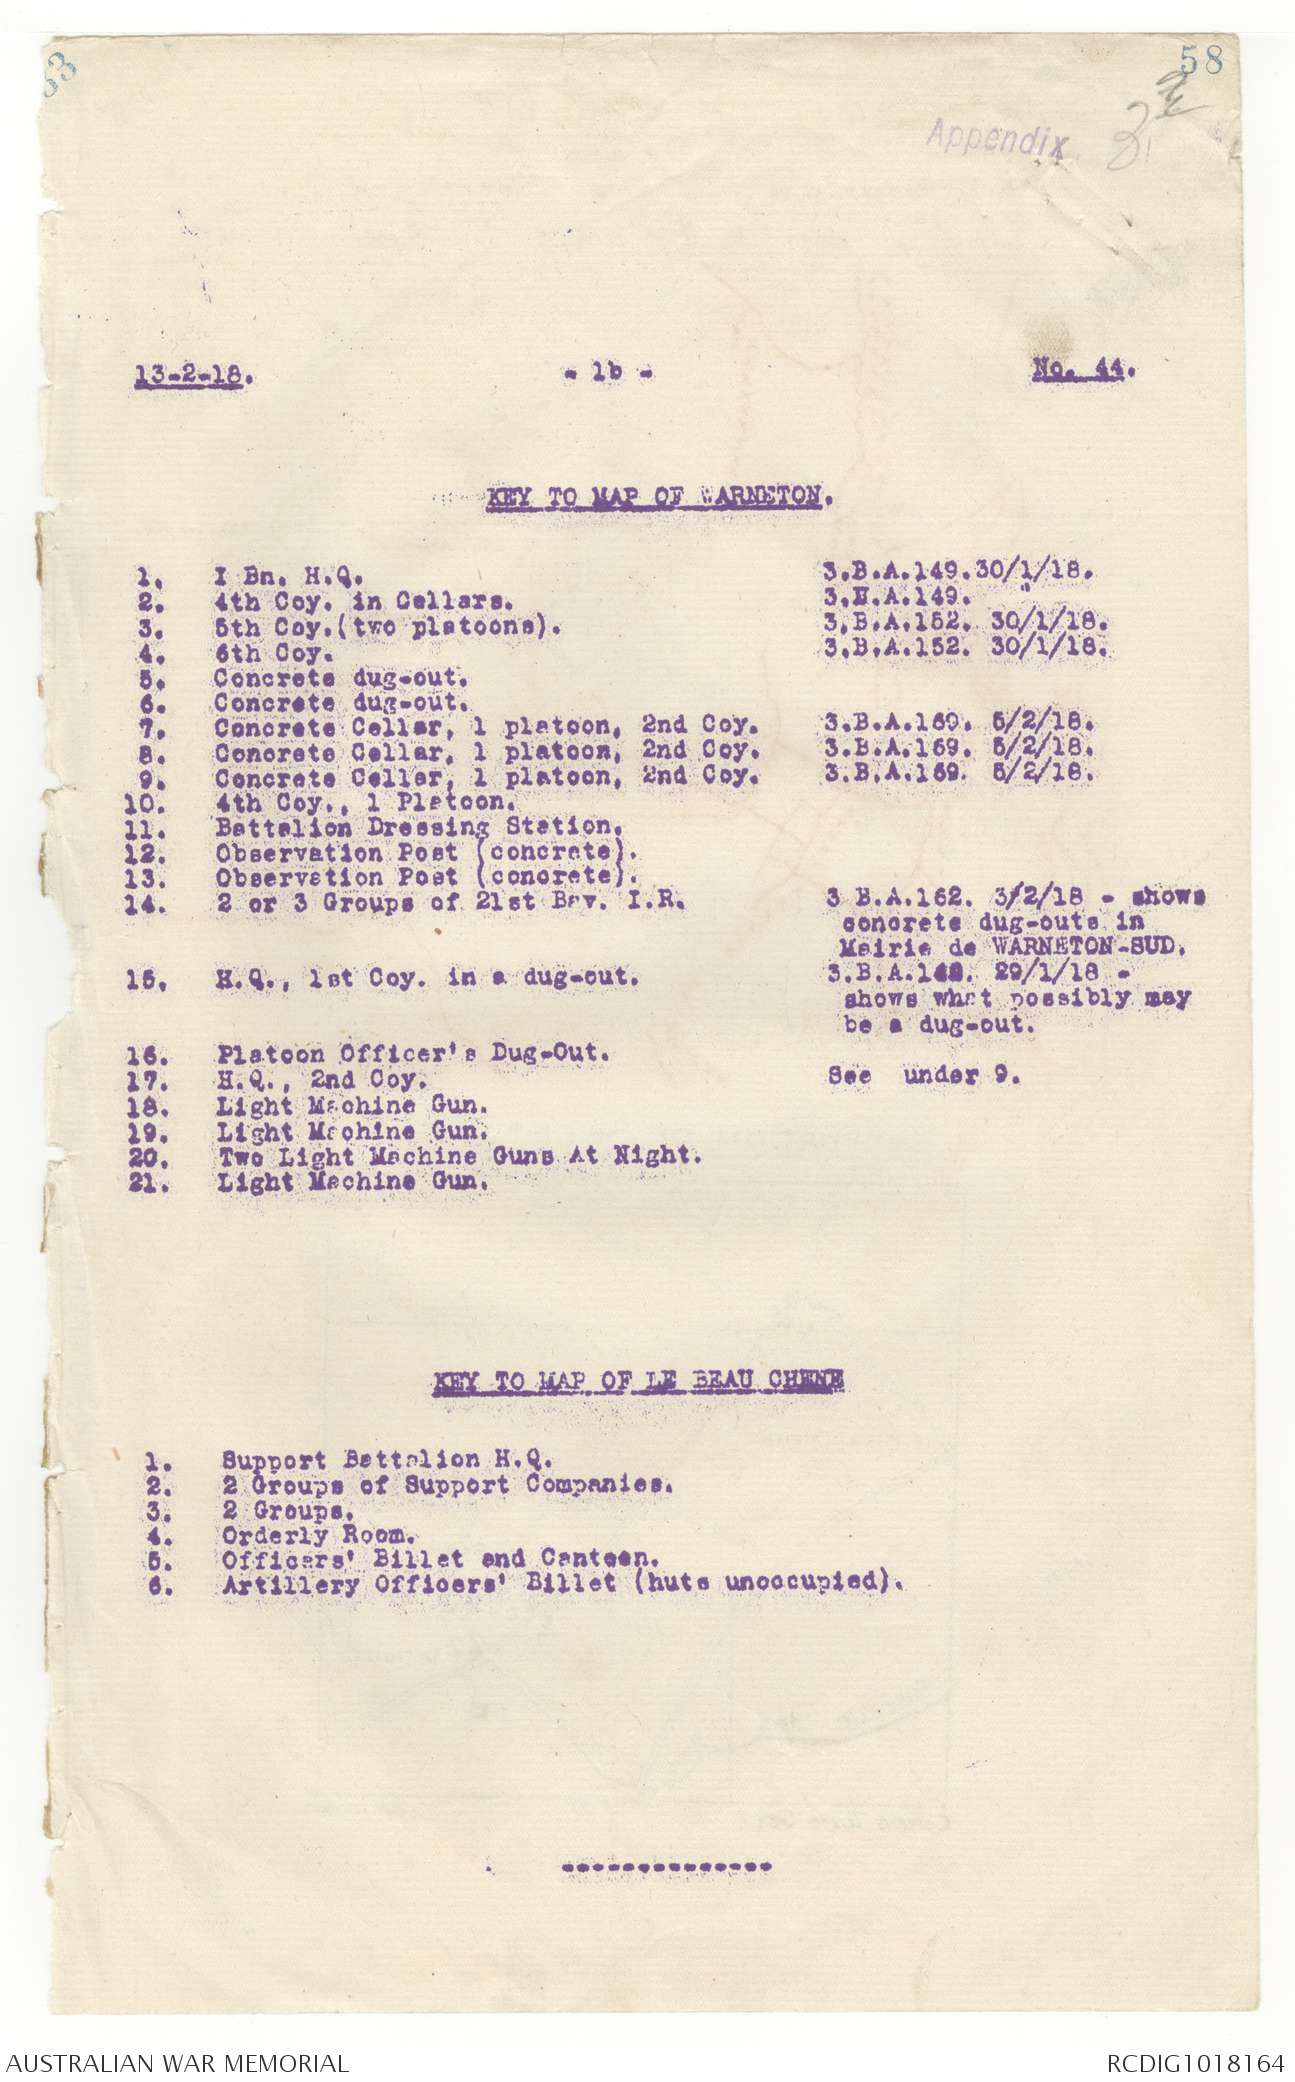 58
Appendix
13-2-18.
- 1b -
No. 44.
KEY TO MAP OF WARNETON.
1. I Bn. H.Q. 3.B.A.149.30/1/18.
2. 4th Coy. in Cellars. 3.B.A.149. "
3. 5th Coy.(two platoons). 3.B.A.152. 30/1/18.
4. 6th Coy. 3.B.A.152. 30/1/18.
5. Concrete dug-out.
6. Concrete dug-out.
7. Concrete Cellar, 1 platoon, 2nd Coy. 3.B.A.160. 5/2/18.
8. Concrete Cellar, 1 platoon, 2nd Coy. 3.B.A.169. 5/2/18.
9. Concrete Cellar, 1 platoon, 2nd Coy. 3.B.A.169. 5/2/18.
10. 4th Coy., 1 Platoon.
11. Battalion Dressing Station.
12. Observation Post (concrete).
13. Observation Post (concrete).
14. 2 or 3 Groups of 21st Bav. I.R. 3 B.A.162. 3/2/18 - shows
concrete dug-outs in
Mairie de WARNETON-SUD.
15. H.Q., 1st Coy. in a dug-out. 3.B.A.148. 29/1/18 -
shows what possibly may
be a dug-out.
16. Platoon Officer's Dug-Out.
17. H.Q., 2nd Coy. See under 9.
18. Light Machine Gun.
19. Light Machine Gun.
20. Two Light Machine Guns At Night.
21. Light Machine Gun.
KEY TO MAP OF LE BEAU CHENE
1. Support Battalion H.Q.
2. 2 Groups of Support Companies.
3. 2 Groups.
4. Orderly Room.
5. Officers' Billet and Canteen.
6. Artillery Officers' Billet (huts unoccupied).
--------------
AUSTRALIAN WAR MEMORIAL
RCDIG1018164